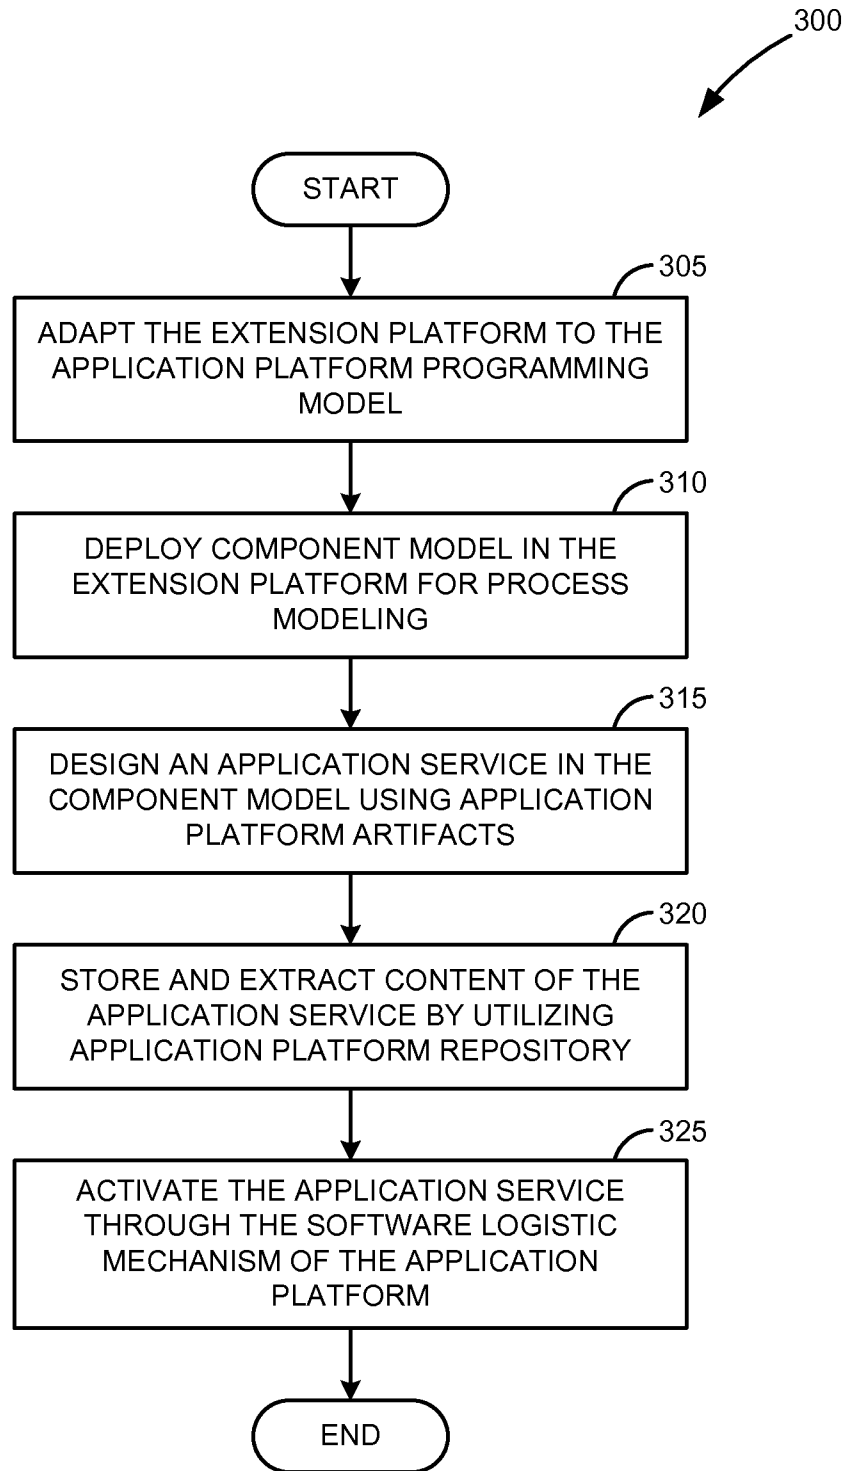 300
START
305
ADAPT THE EXTENSION PLATFORM TO THE
APPLICATION PLATFORM PROGRAMMING
MODEL
310
DEPLOY COMPONENT MODEL IN THE
EXTENSION PLATFORM FOR PROCESS
MODELING
315
DESIGN AN APPLICATION SERVICE IN THE
COMPONENT MODEL USING APPLICATION
PLATFORM ARTIFACTS
320
STORE AND EXTRACT CONTENT OF THE
APPLICATION SERVICE BY UTILIZING
APPLICATION PLATFORM REPOSITORY
325
ACTIVATE THE APPLICATION SERVICE
THROUGH THE SOFTWARE LOGISTIC
MECHANISM OF THE APPLICATION
PLATFORM
END